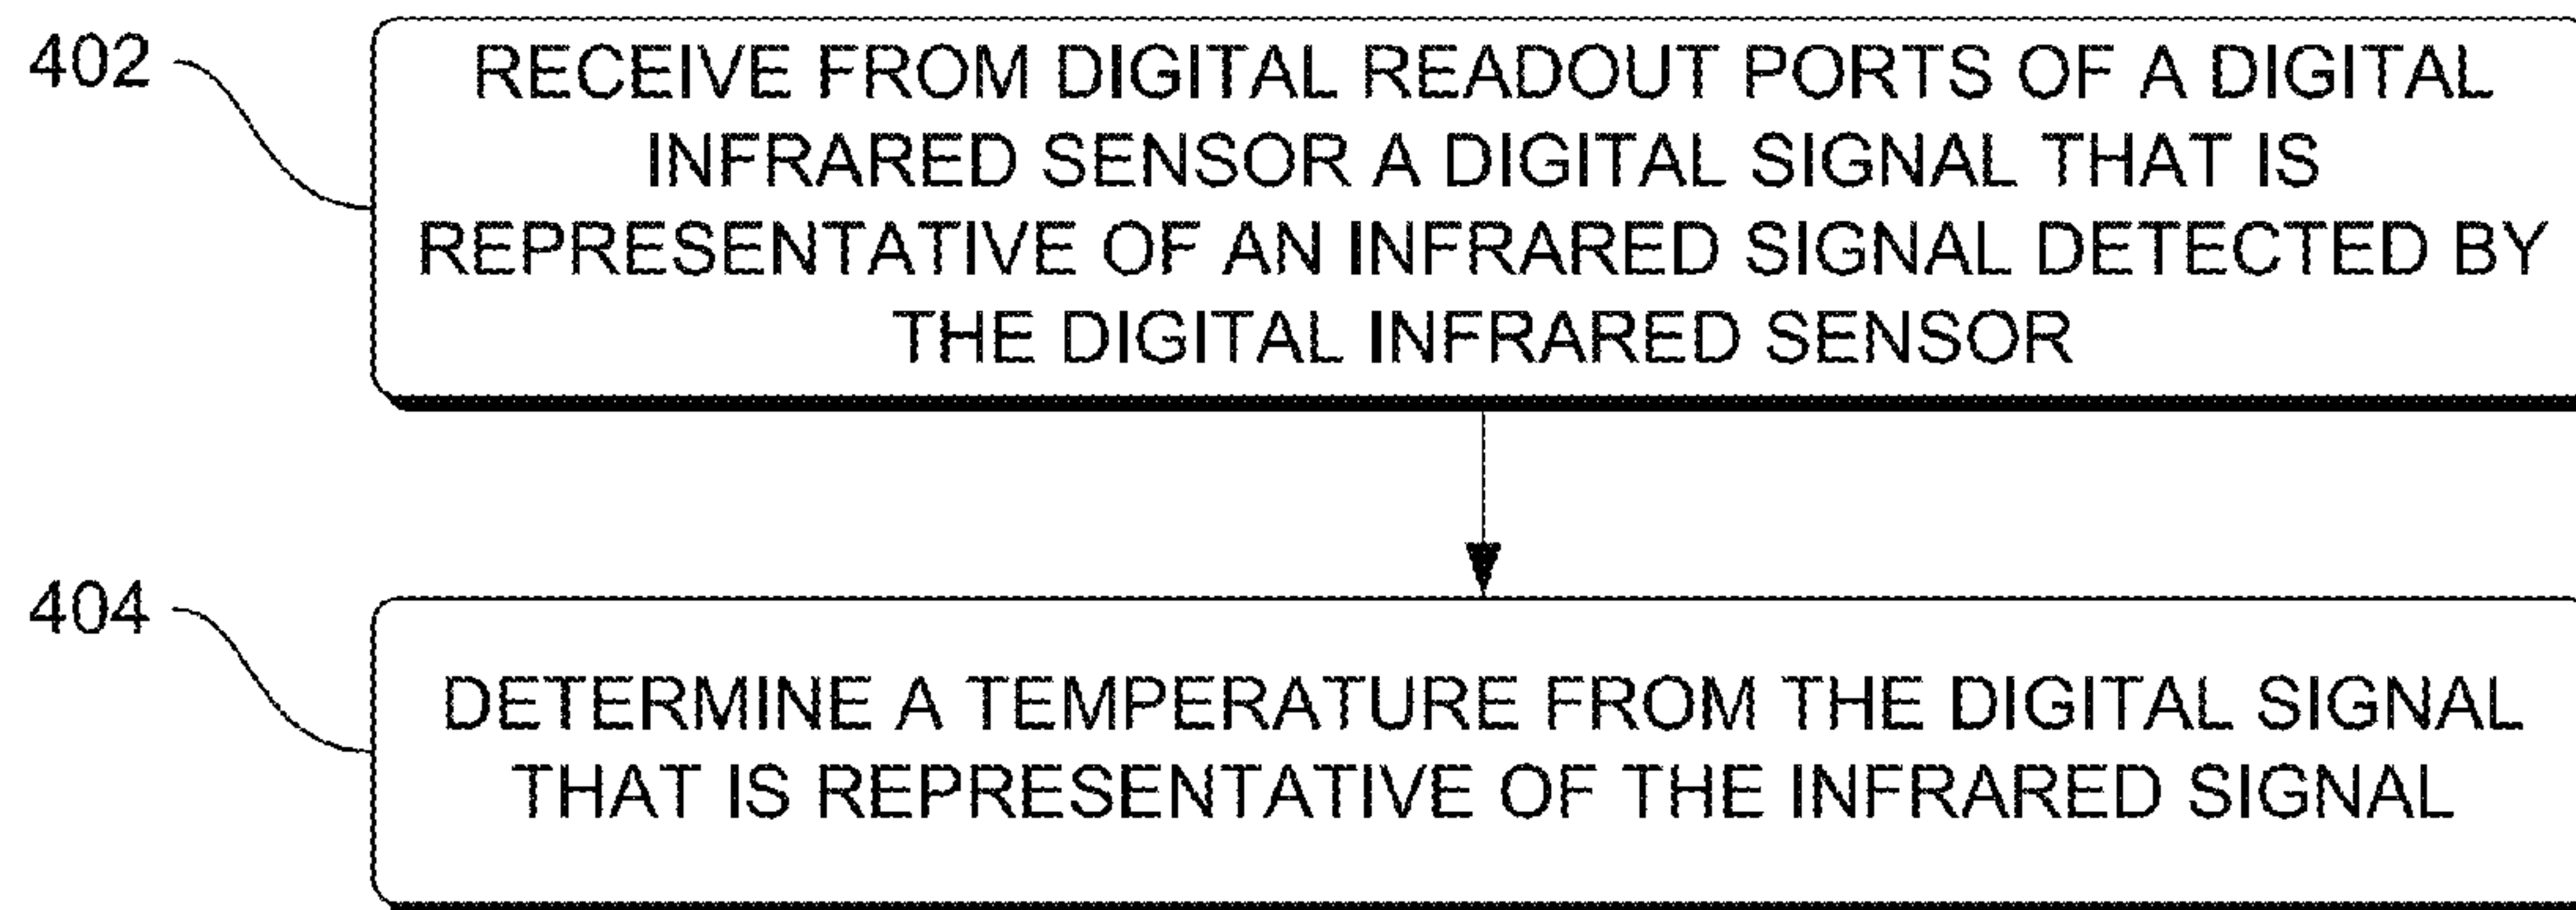 402
RECEIVE FROM DIGITAL READOUT PORTS OF A DIGITAL
INFRARED SENSOR A DIGITAL SIGNAL THAT IS
REPRESENTATIVE OF AN INFRARED SIGNAL DETECTED BY
THE DIGITAL INFRARED SENSOR
404
DETERMINE A TEMPERATURE FROM THE DIGITAL SIGNAL
THAT IS REPRESENTATIVE OF THE INFRARED SIGNAL